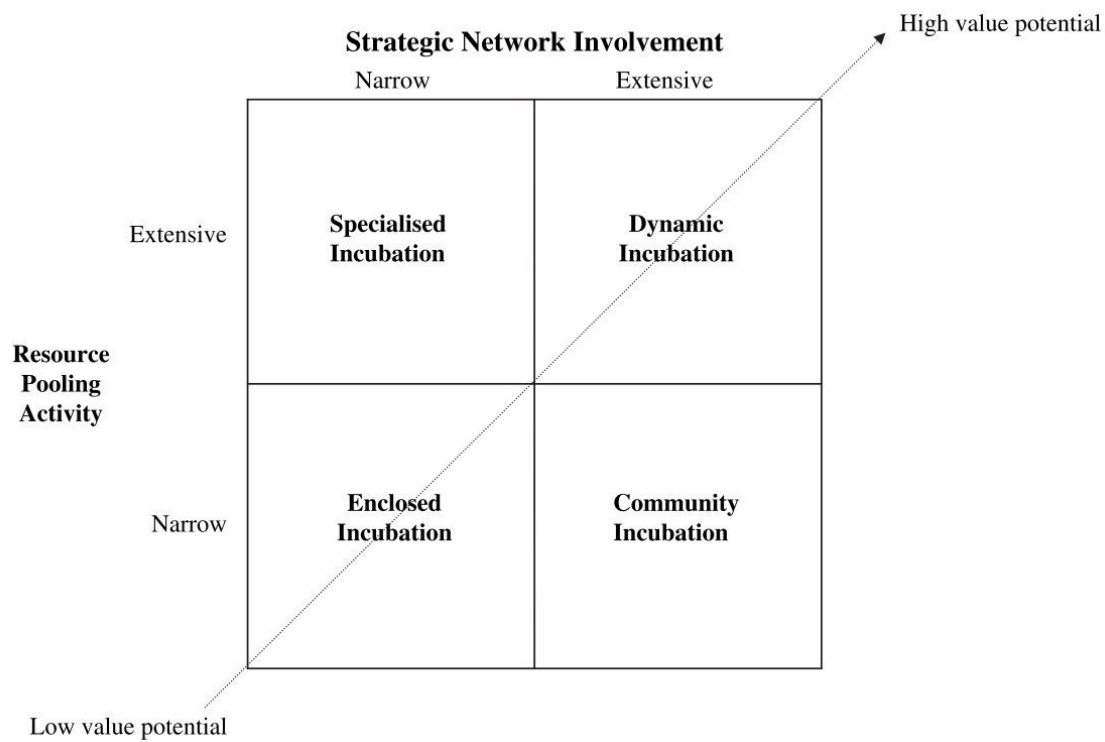 High value potential
Strategic Network Involvement
Narrow Extensive
Extensive
Specialised
Incubation
Dynamic
Incubation
Resource
Pooling
Activity
Narrow
Enclosed
Incubation
Community
Incubation
Low value potential